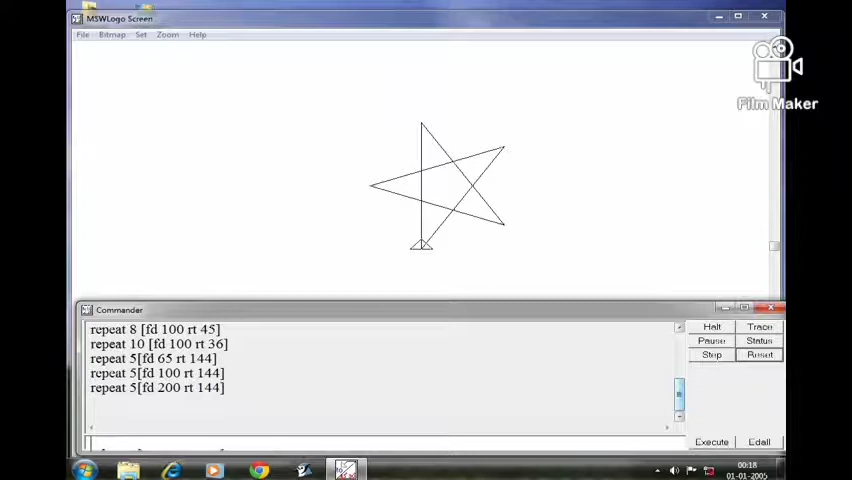 MSWLogo Screen
File Bitmap Set Zoom Help
Film Maker
Commander
repeat 8 [fd 100 rt 45]
repeat 10 [fd 100 rt 36]
repeat 5[fd 65 rt 144]
repeat 5[fd 100 rt 144]
repeat 5[fd 200 rt 144]
Halt Trace
Pause Status
Step Reset
Execute Edall
00:18
01-01-2005